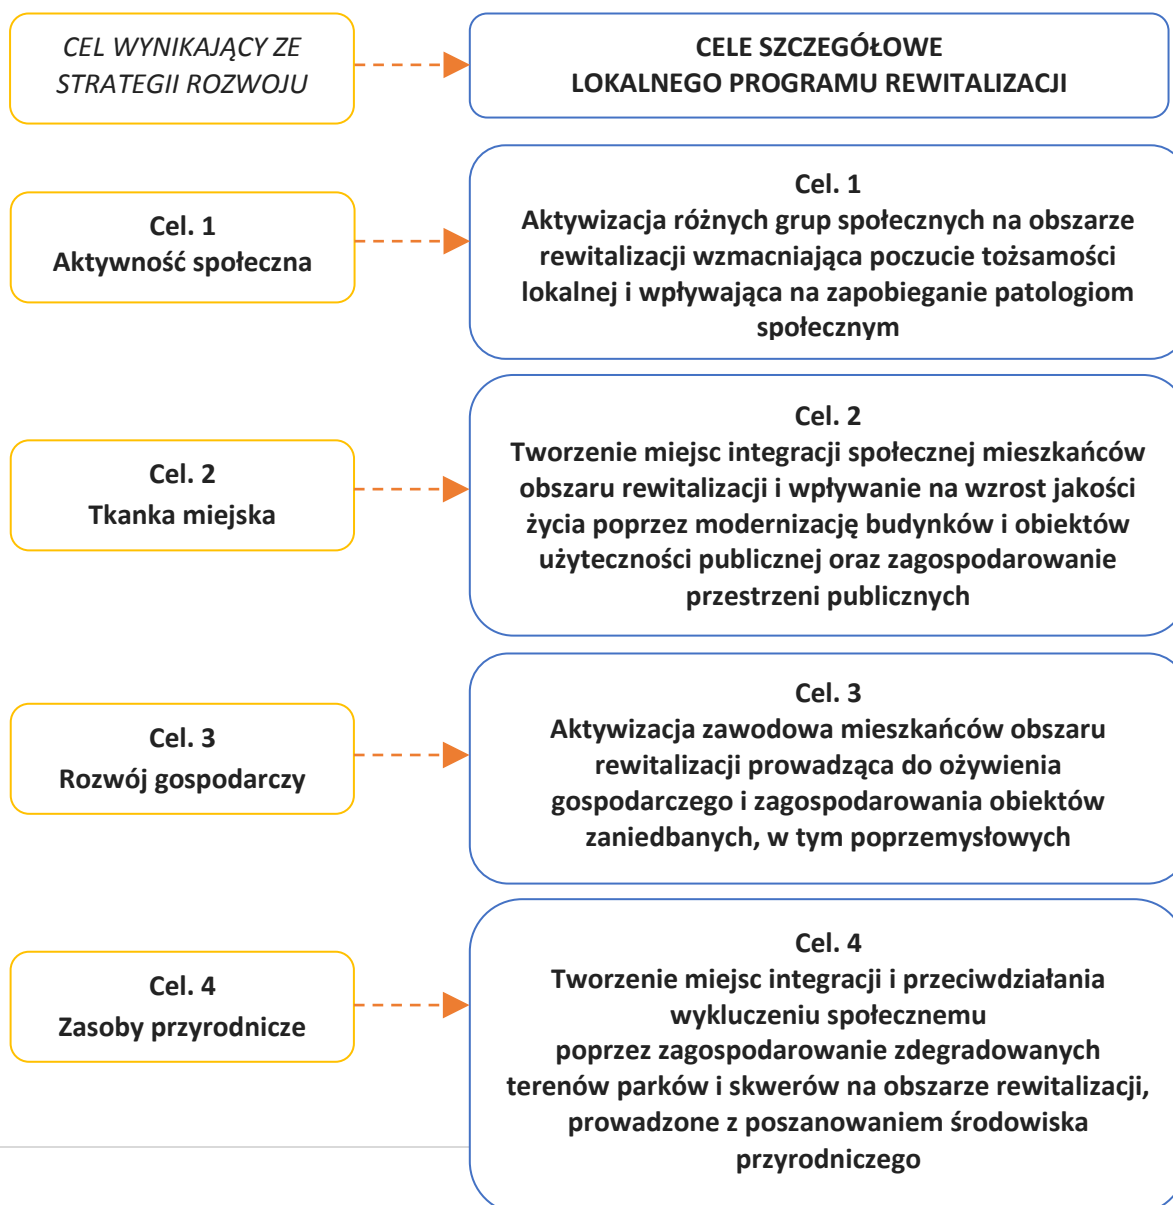 CEL WYNIKAJĄCY ZE
STRATEGII ROZWOJU
CELE SZCZEGÓŁOWE
LOKALNEGO PROGRAMU REWITALIZACJI
Cel. 1
Aktywność społeczna
Cel. 1
Aktywizacja różnych grup społecznych na obszarze
rewitalizacji wzmacniająca poczucie tożsamości
lokalnej i wpływająca na zapobieganie patologiom
społecznym
Cel. 2
Tkanka miejska
Cel. 2
Tworzenie miejsc integracji społecznej mieszkańców
obszaru rewitalizacji i wpływanie na wzrost jakości
życia poprzez modernizację budynków i obiektów
użyteczności publicznej oraz zagospodarowanie
przestrzeni publicznych
Cel. 3
Rozwój gospodarczy
Cel. 3
Aktywizacja zawodowa mieszkańców obszaru
rewitalizacji prowadząca do ożywienia
gospodarczego i zagospodarowania obiektów
zaniedbanych, w tym poprzemysłowych
Cel. 4
Zasoby przyrodnicze
Cel. 4
Tworzenie miejsc integracji i przeciwdziałania
wykluczeniu społecznemu
poprzez zagospodarowanie zdegradowanych
terenów parków i skwerów na obszarze rewitalizacji,
prowadzone z poszanowaniem środowiska
przyrodniczego